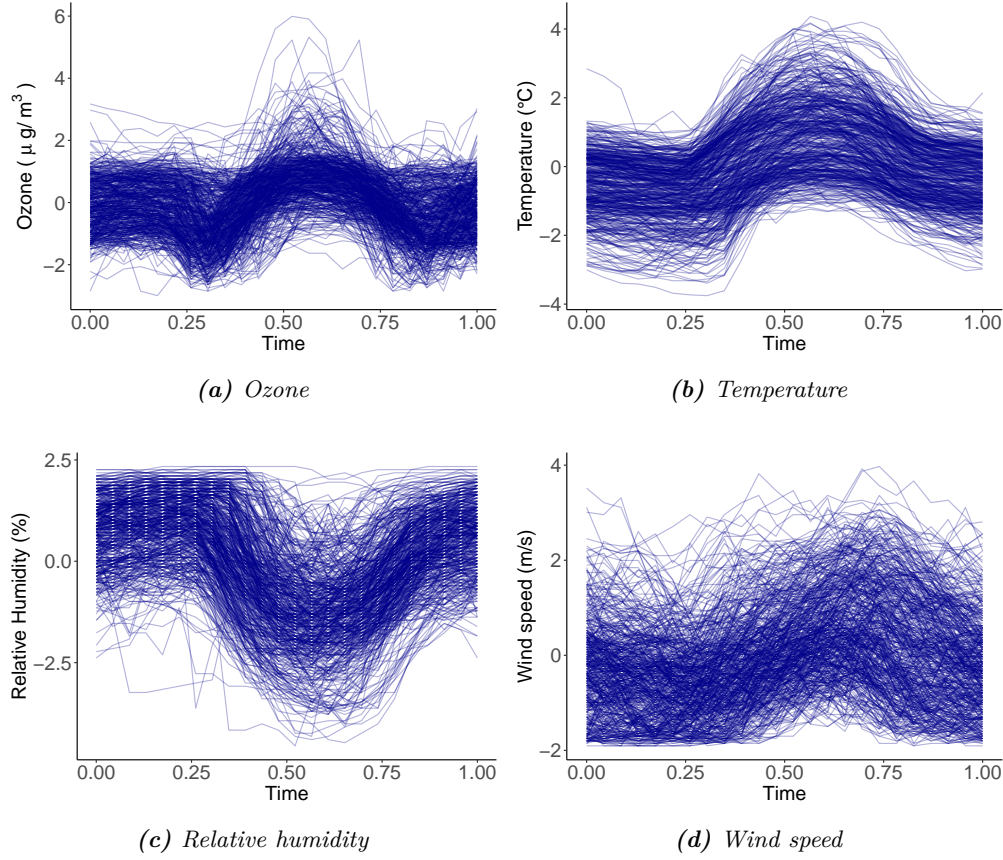 Ozone ( μ g/ m³ )
6
4
2
0
−2
0.00 0.25 0.50 0.75 1.00
Time
(a) Ozone
Temperature (°C)
4
2
0
−2
−4
0.00 0.25 0.50 0.75 1.00
Time
(b) Temperature
Relative Humidity (%)
2.5
0.0
−2.5
0.00 0.25 0.50 0.75 1.00
Time
(c) Relative humidity
Wind speed (m/s)
4
2
0
−2
0.00 0.25 0.50 0.75 1.00
Time
(d) Wind speed